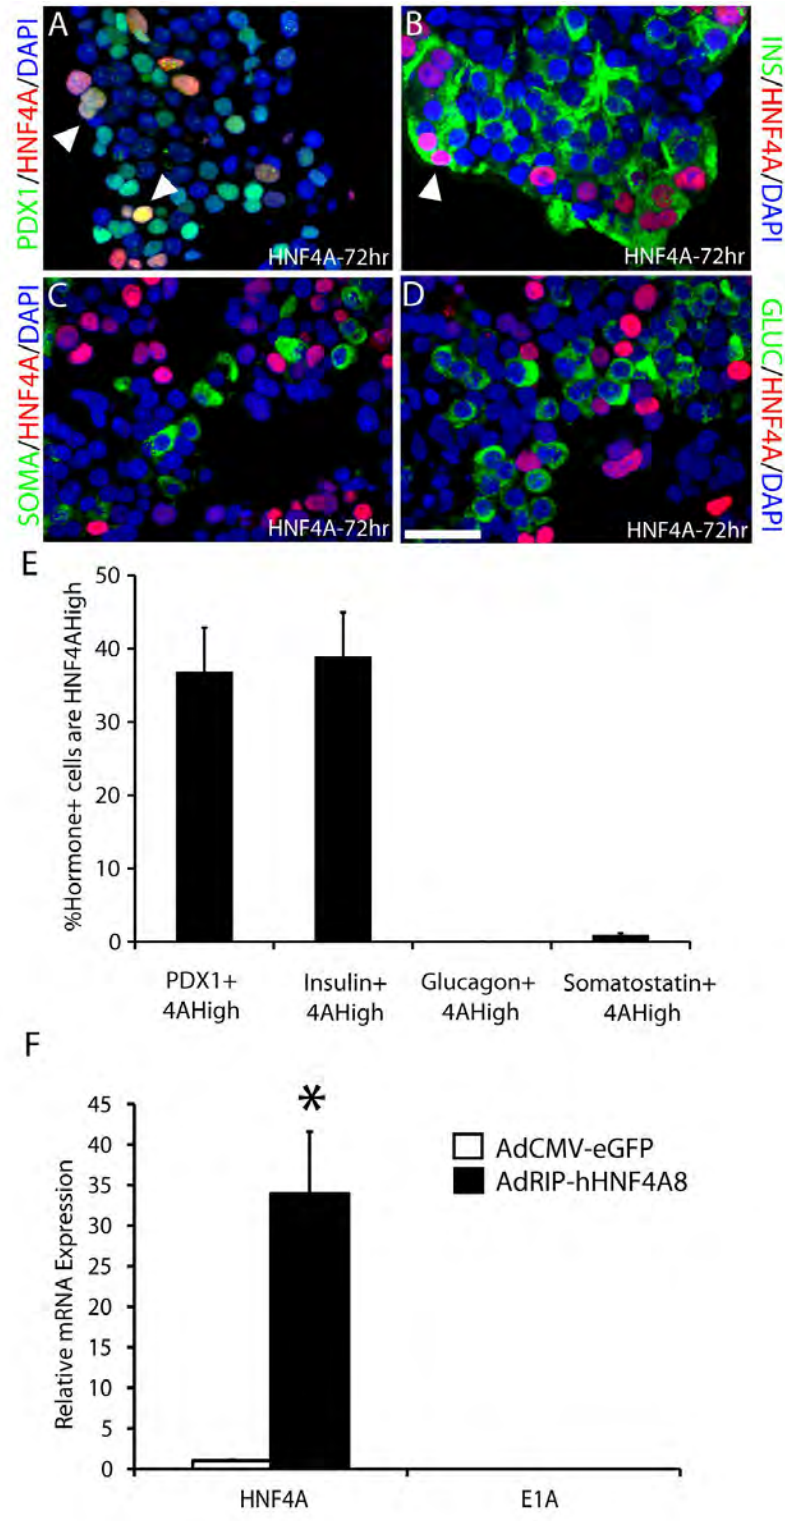 A
PDX1/HNF4A/DAPI
HNF4A-72hr
B
INS/HNF4A/DAPI
HNF4A-72hr
C
SOMA/HNF4A/DAPI
HNF4A-72hr
D
GLUC/HNF4A/DAPI
HNF4A-72hr
E
%Hormone+ cells are HNF4AHigh
50
40
30
20
10
0
PDX1+
4AHigh
Insulin+
4AHigh
Glucagon+
4AHigh
Somatostatin+
4AHigh
F
Relative mRNA Expression
45
40
35
30
25
20
15
10
5
0
*
AdCMV-eGFP
AdRIP-hHNF4A8
HNF4A
E1A